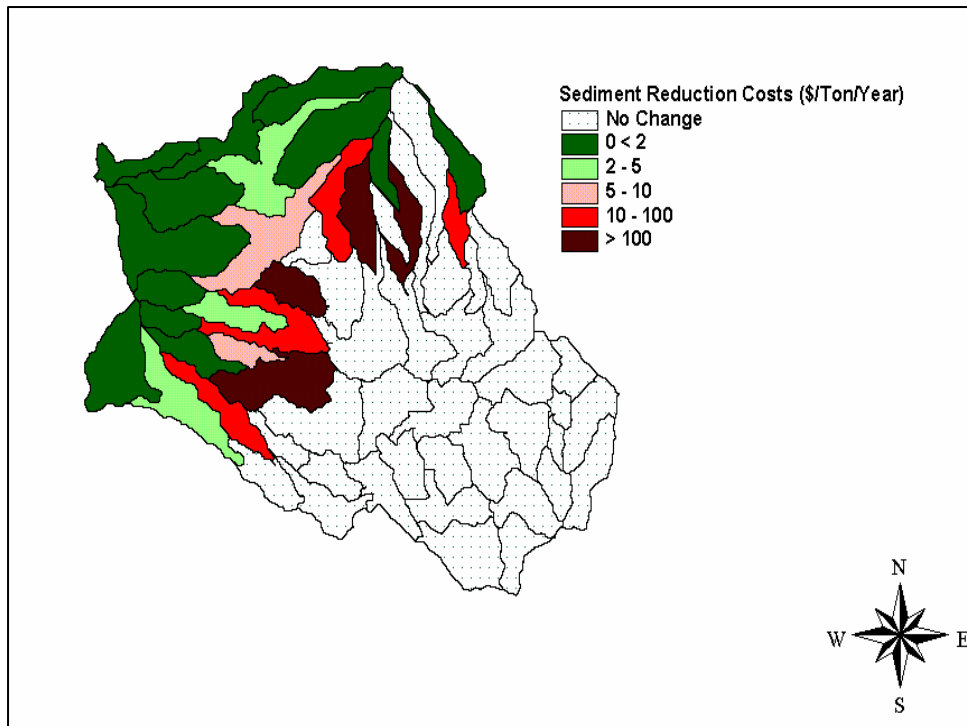 Sediment Reduction Costs ($/Ton/Year)
No Change
0 < 2
2 - 5
5 - 10
10 - 100
> 100
N
W E
S